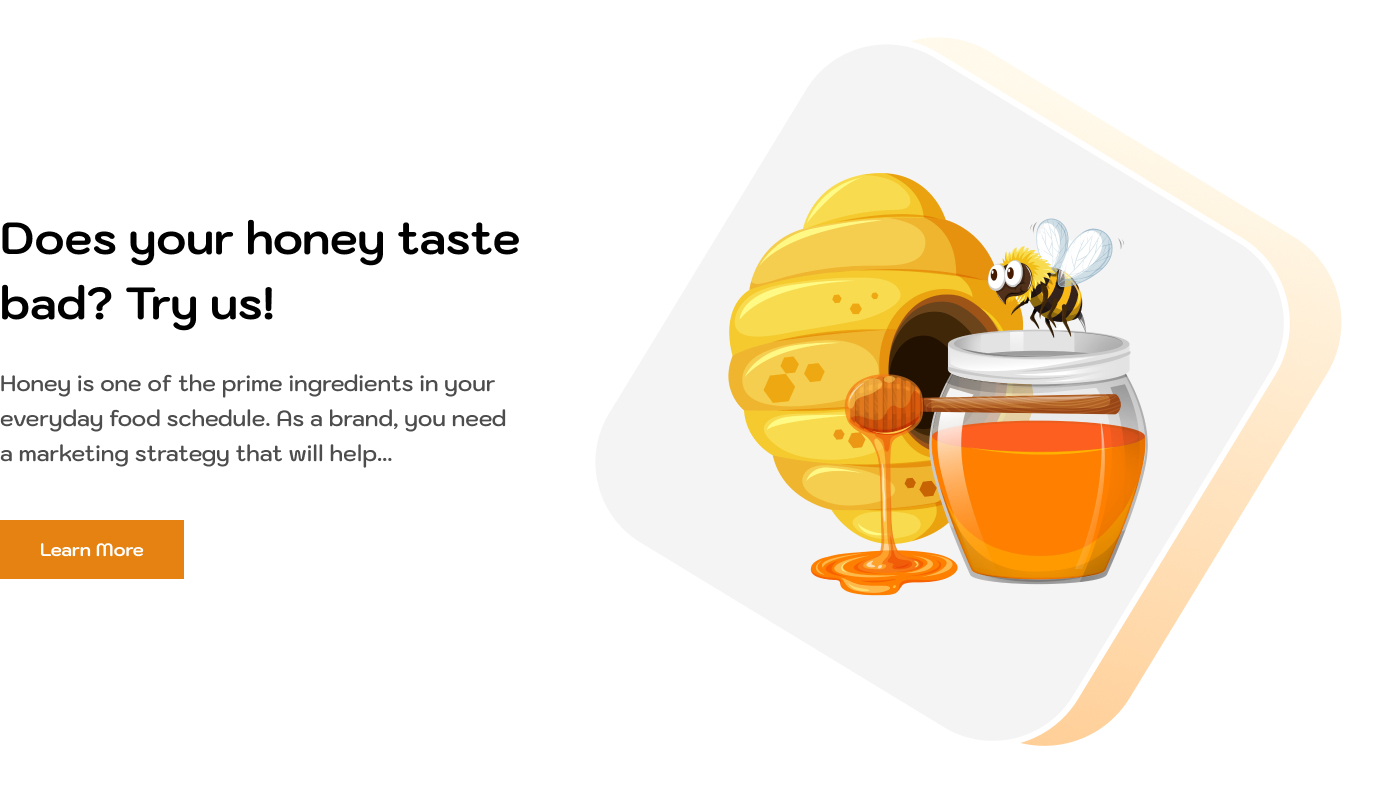 Does your honey taste
bad? Try us!
Honey is one of the prime ingredients in your
everyday food schedule. As a brand, you need
a marketing strategy that will help...
Learn More